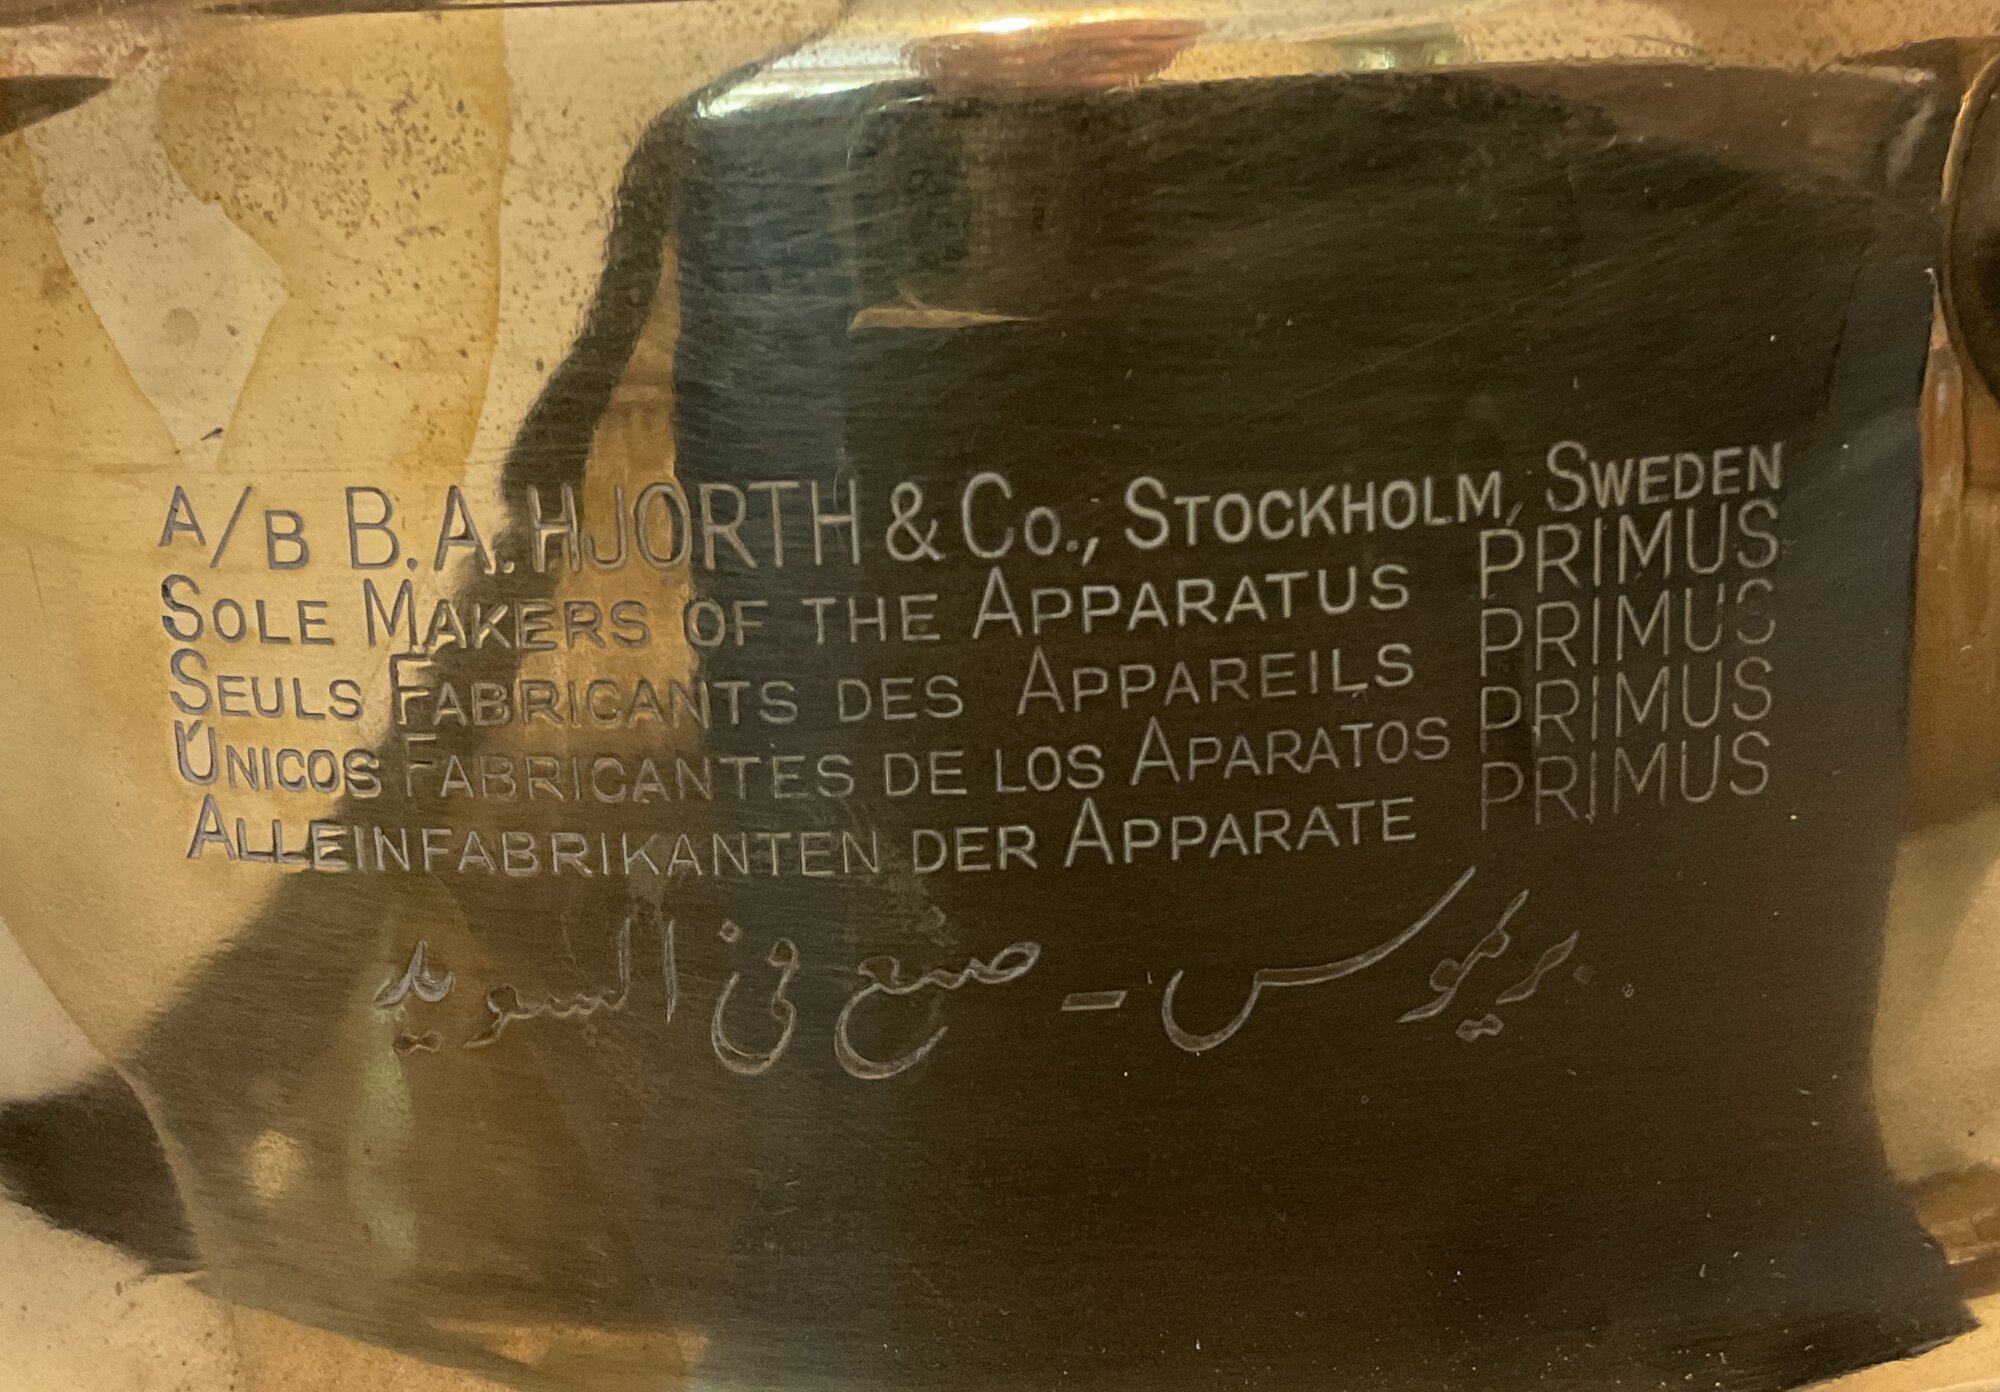 A/B B.A. HJORTH & Co., STOCKHOLM, SWEDEN
SOLE MAKERS OF THE APPARATUS PRIMUS
SEULS FABRICANTS DES APPAREILS PRIMUS
ÚNICOS FABRICANTES DE LOS APARATOS PRIMUS
ALLEINFABRIKANTEN DER APPARATE PRIMUS
بريموس – صنع في السويد